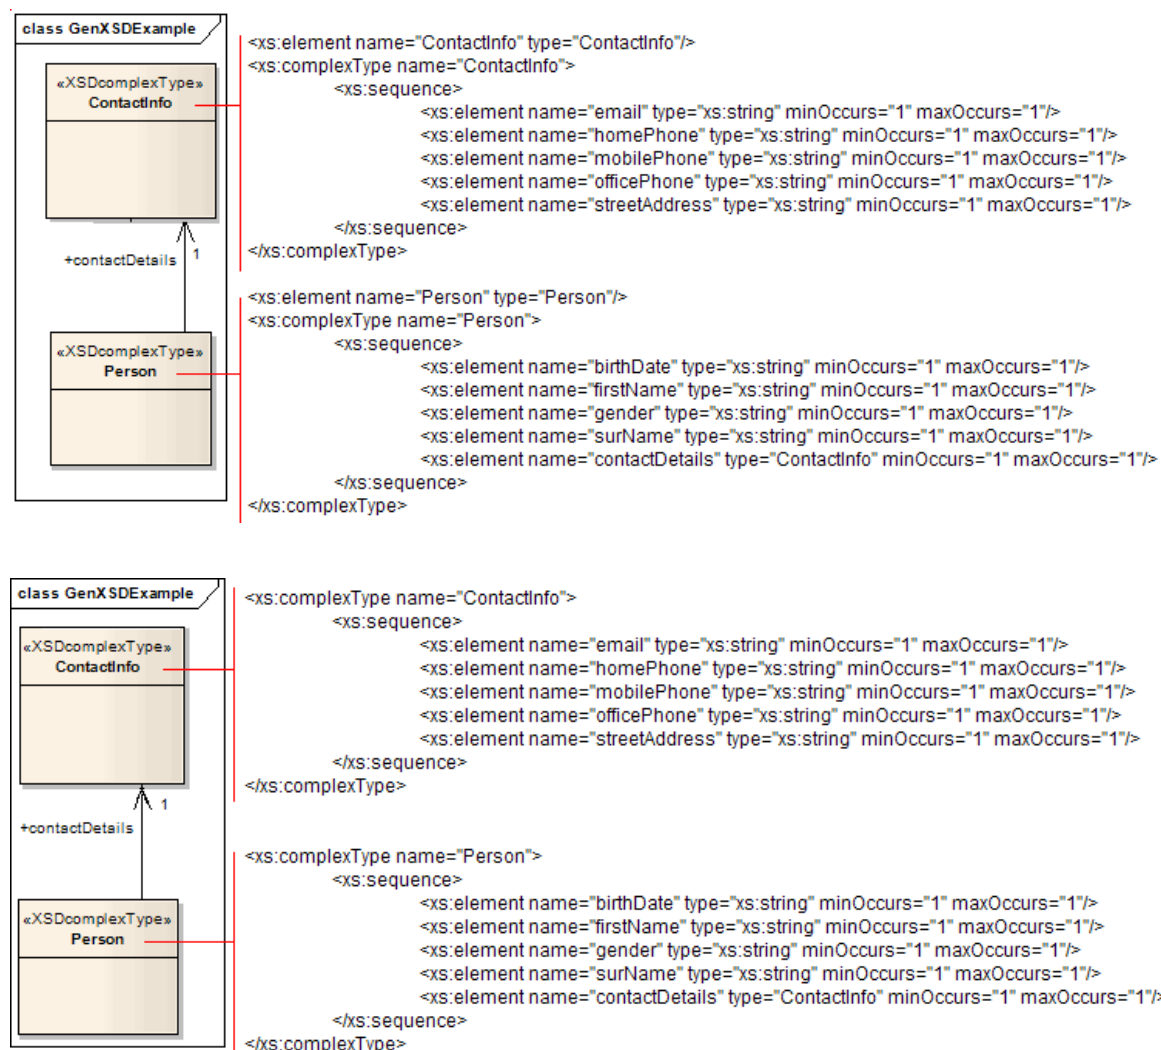 class GenXSDExample
«XSDcomplexType»
ContactInfo
+contactDetails
1
«XSDcomplexType»
Person
<xs:element name="ContactInfo" type="ContactInfo"/>
<xs:complexType name="ContactInfo">
<xs:sequence>
<xs:element name="email" type="xs:string" minOccurs="1" maxOccurs="1"/>
<xs:element name="homePhone" type="xs:string" minOccurs="1" maxOccurs="1"/>
<xs:element name="mobilePhone" type="xs:string" minOccurs="1" maxOccurs="1"/>
<xs:element name="officePhone" type="xs:string" minOccurs="1" maxOccurs="1"/>
<xs:element name="streetAddress" type="xs:string" minOccurs="1" maxOccurs="1"/>
</xs:sequence>
</xs:complexType>
<xs:element name="Person" type="Person"/>
<xs:complexType name="Person">
<xs:sequence>
<xs:element name="birthDate" type="xs:string" minOccurs="1" maxOccurs="1"/>
<xs:element name="firstName" type="xs:string" minOccurs="1" maxOccurs="1"/>
<xs:element name="gender" type="xs:string" minOccurs="1" maxOccurs="1"/>
<xs:element name="surName" type="xs:string" minOccurs="1" maxOccurs="1"/>
<xs:element name="contactDetails" type="ContactInfo" minOccurs="1" maxOccurs="1"/>
</xs:sequence>
</xs:complexType>
class GenXSDExample
«XSDcomplexType»
ContactInfo
1
+contactDetails
«XSDcomplexType»
Person
<xs:complexType name="ContactInfo">
<xs:sequence>
<xs:element name="email" type="xs:string" minOccurs="1" maxOccurs="1"/>
<xs:element name="homePhone" type="xs:string" minOccurs="1" maxOccurs="1"/>
<xs:element name="mobilePhone" type="xs:string" minOccurs="1" maxOccurs="1"/>
<xs:element name="officePhone" type="xs:string" minOccurs="1" maxOccurs="1"/>
<xs:element name="streetAddress" type="xs:string" minOccurs="1" maxOccurs="1"/>
</xs:sequence>
</xs:complexType>
<xs:complexType name="Person">
<xs:sequence>
<xs:element name="birthDate" type="xs:string" minOccurs="1" maxOccurs="1"/>
<xs:element name="firstName" type="xs:string" minOccurs="1" maxOccurs="1"/>
<xs:element name="gender" type="xs:string" minOccurs="1" maxOccurs="1"/>
<xs:element name="surName" type="xs:string" minOccurs="1" maxOccurs="1"/>
<xs:element name="contactDetails" type="ContactInfo" minOccurs="1" maxOccurs="1"/>
</xs:sequence>
</xs:complexType>